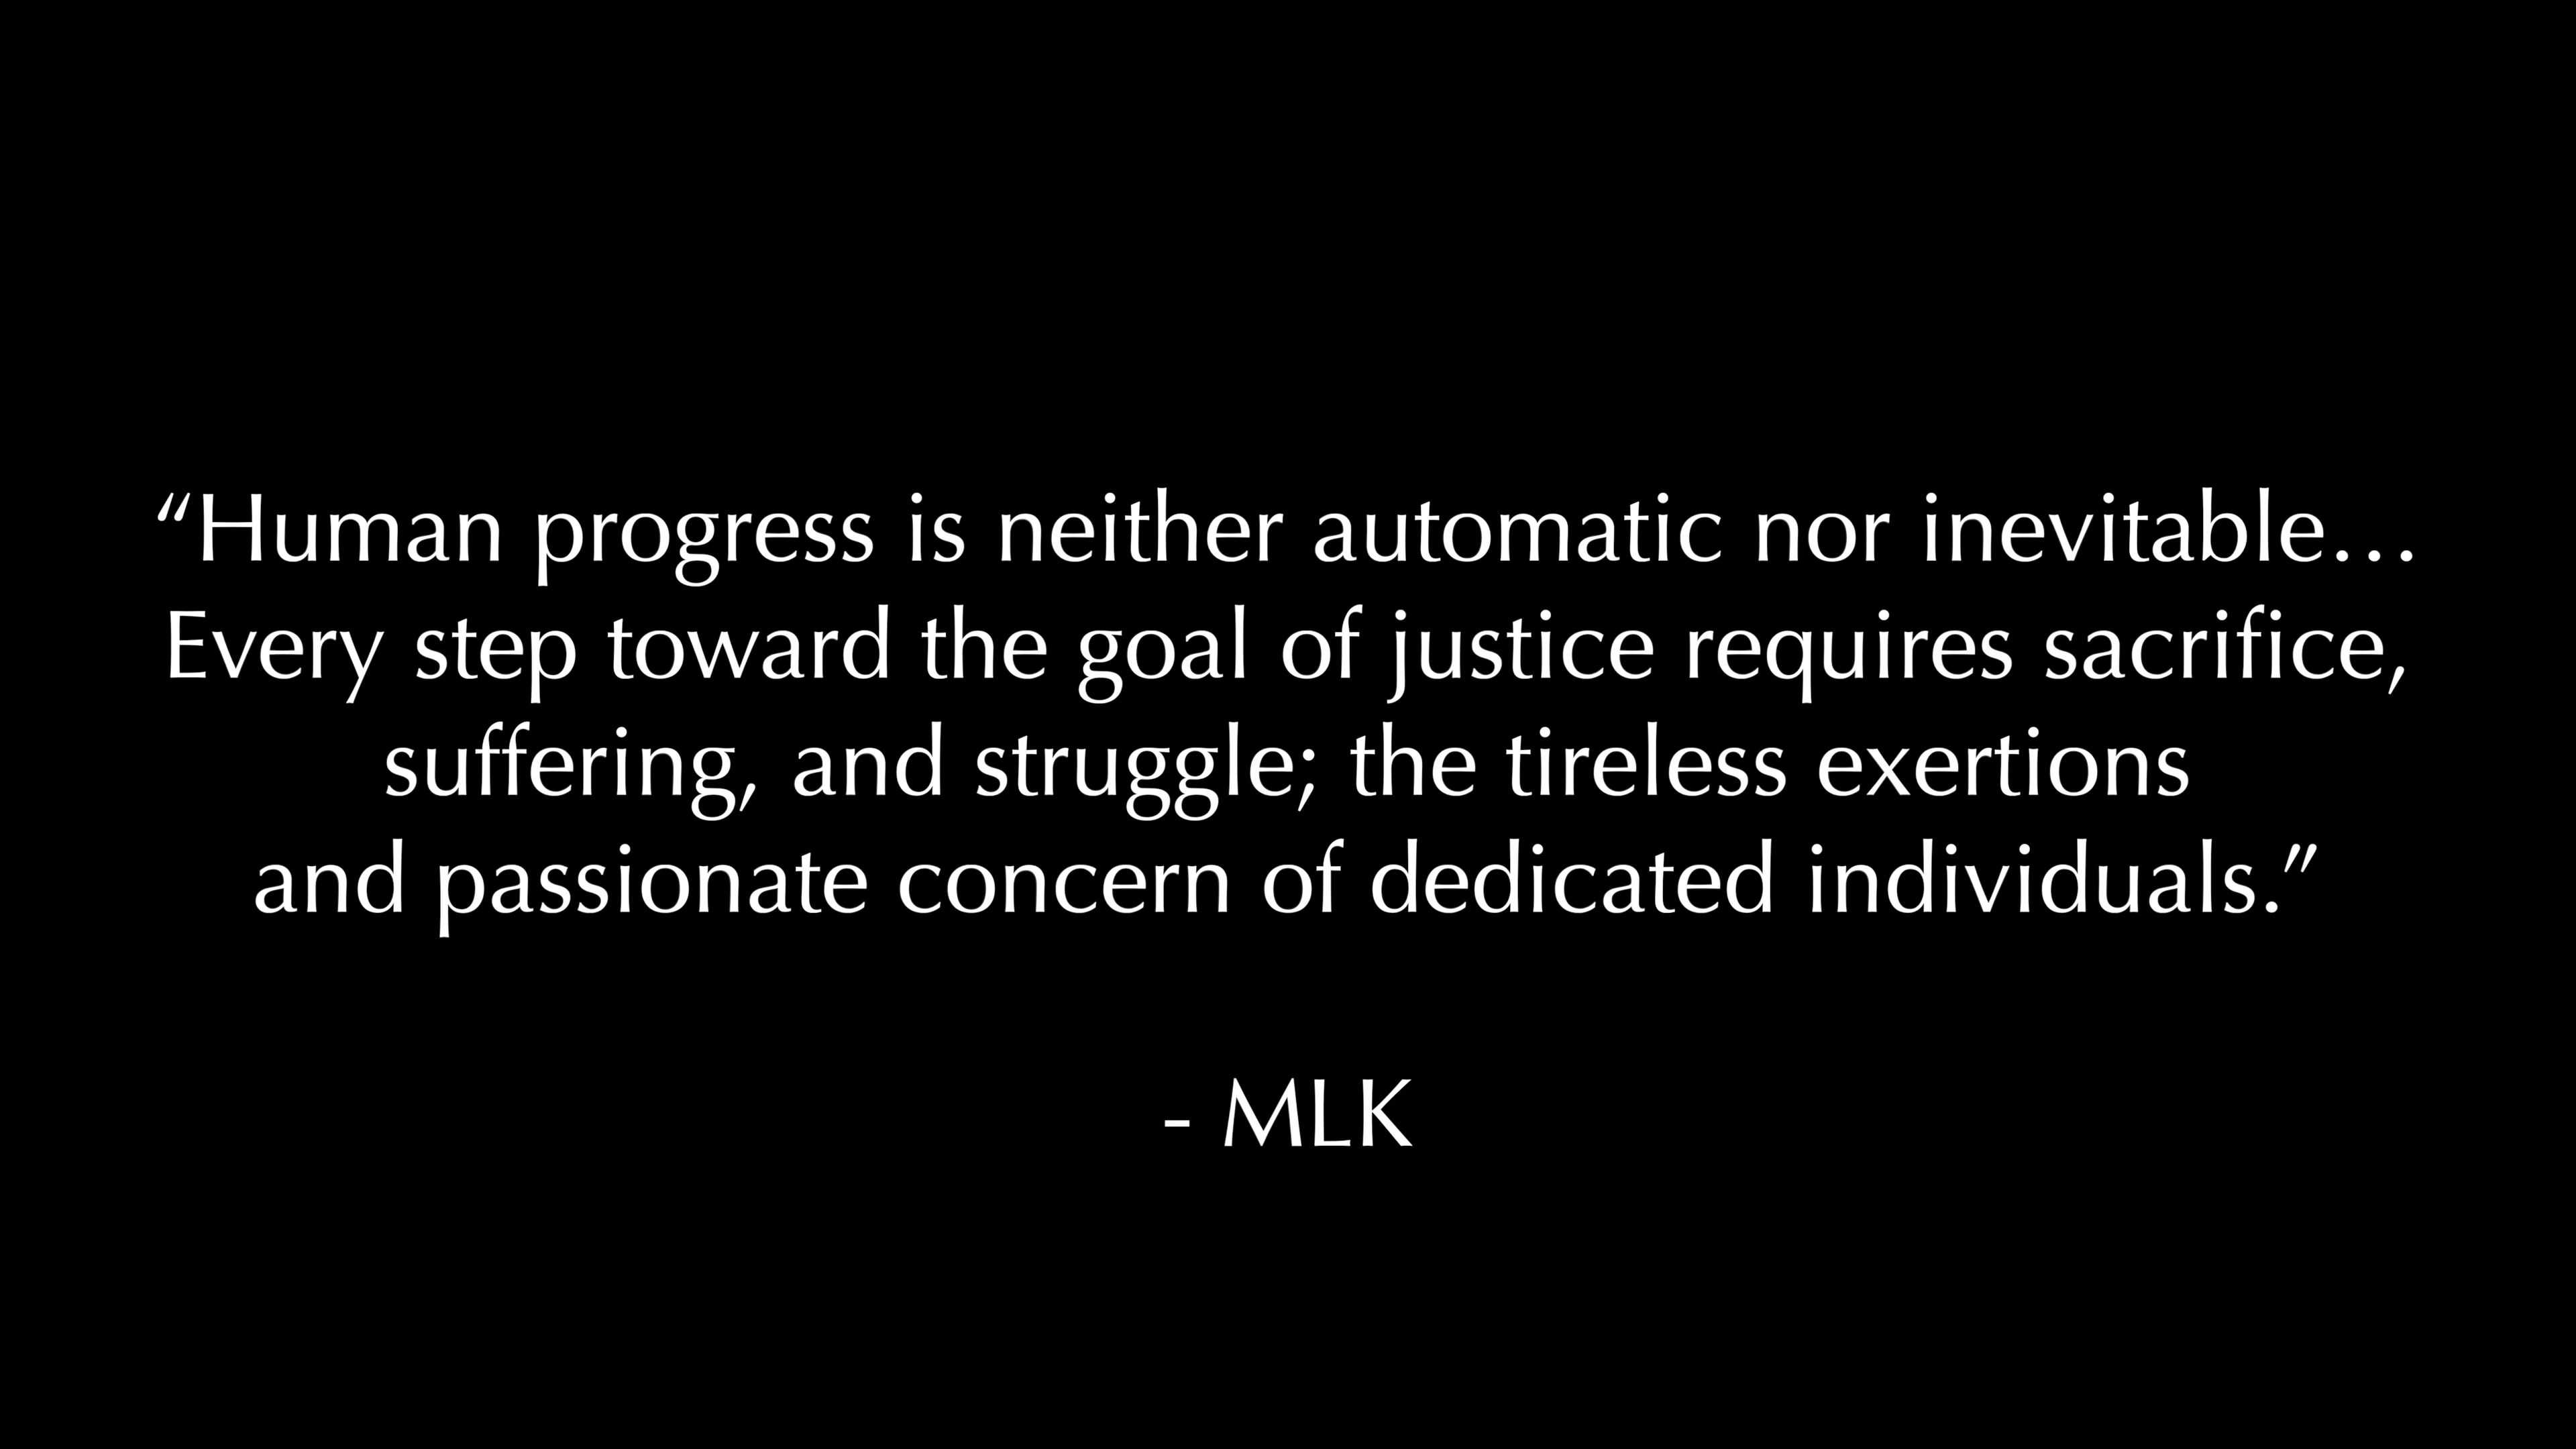 “Human progress is neither automatic nor inevitable…
Every step toward the goal of justice requires sacrifice,
suffering, and struggle; the tireless exertions
and passionate concern of dedicated individuals.”
- MLK